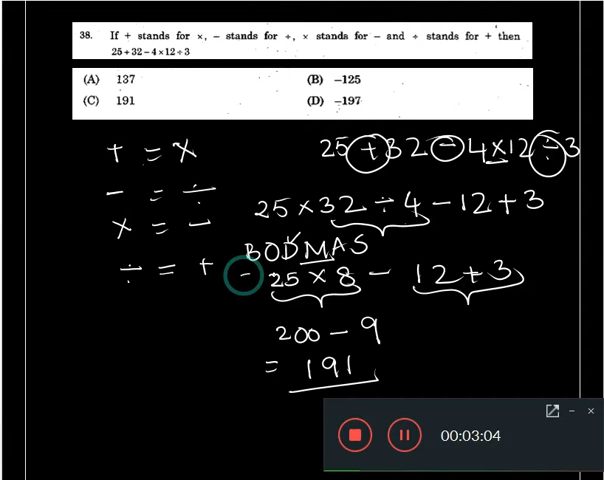 38. If + stands for ×, − stands for ÷, × stands for − and ÷ stands for + then
25 + 32 − 4 × 12 ÷ 3
(A) 137 (B) −125
(C) 191 (D) −197
+ = ×
25 + 32 − 4 × 12 ÷ 3
− = ÷
25 × 32 ÷ 4 − 12 + 3
× = −
BODMAS
÷ = +
- 25 × 8 − 12 + 3
200 − 9
= 191
00:03:04